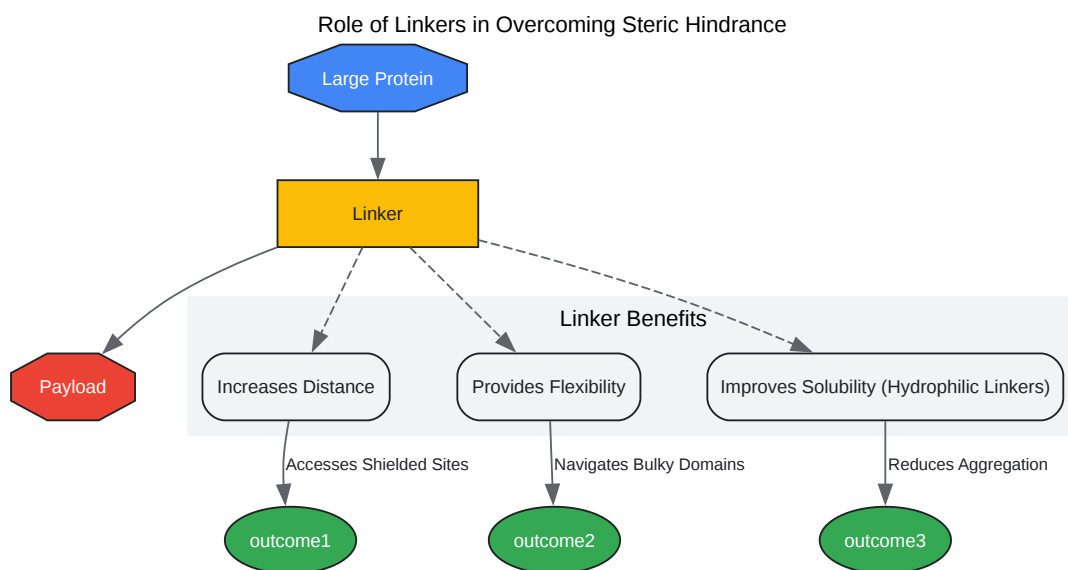 Role of Linkers in Overcoming Steric Hindrance
Large Protein
Linker
Linker Benefits
Payload
Increases Distance
Provides Flexibility
Improves Solubility (Hydrophilic Linkers)
Accesses Shielded Sites
Navigates Bulky Domains
Reduces Aggregation
outcome1
outcome2
outcome3